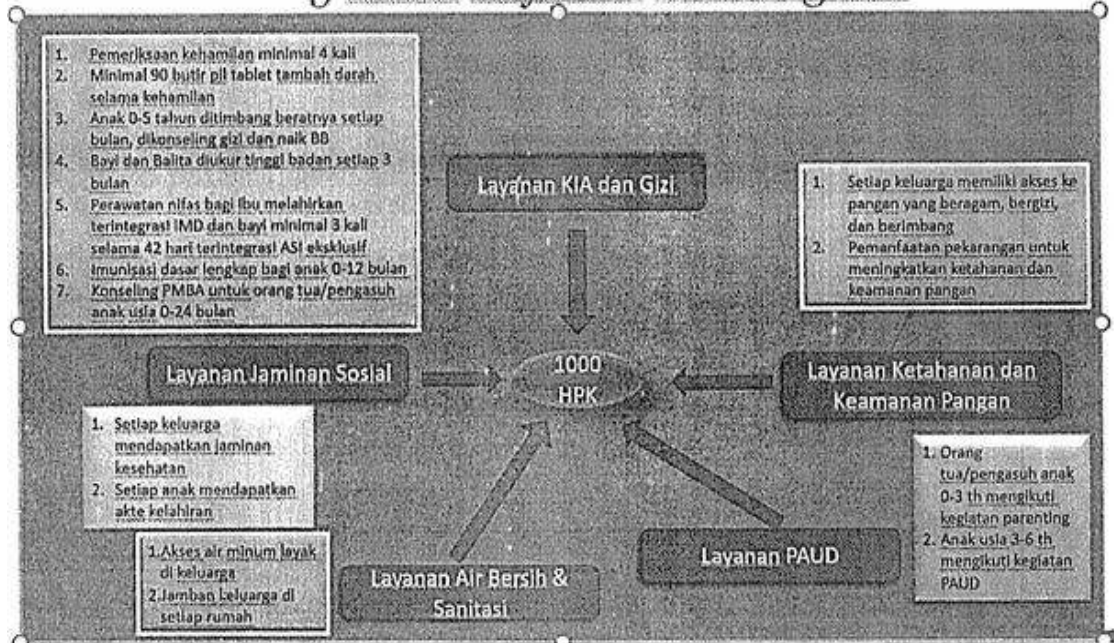 1. Pemeriksaan kehamilan minimal 4 kali
2. Minimal 90 butir pil tablet tambah darah
selama kehamilan
3. Anak 0-5 tahun ditimbang beratnya setiap
bulan, dikonseling gizi dan naik BB
4. Bayi dan Balita diukur tinggi badan setiap 3
bulan
5. Perawatan nifas bagi ibu melahirkan
terintegrasi IMD dan bayi minimal 3 kali
selama 42 hari terintegrasi ASI eksklusif
6. Imunisasi dasar lengkap bagi anak 0-12 bulan
7. Konseling PMBA untuk orang tua/pengasuh
anak usia 0-24 bulan
Layanan KIA dan Gizi
1. Setiap keluarga memiliki akses ke
pangan yang beragam, bergizi,
dan berimbang
2. Pemanfaatan pekarangan untuk
meningkatkan ketahanan dan
keamanan pangan
Layanan Jaminan Sosial
1000
HPK
Layanan Ketahanan dan
Keamanan Pangan
1. Setiap keluarga
mendapatkan jaminan
kesehatan
2. Setiap anak mendapatkan
akte kelahiran
1. Orang
tua/pengasuh anak
0-3 th mengikuti
kegiatan parenting
2. Anak usia 3-6 th
mengikuti kegiatan
PAUD
1.Akses air minum layak
di keluarga
2.Jamban keluarga di
setiap rumah
Layanan Air Bersih &
Sanitasi
Layanan PAUD